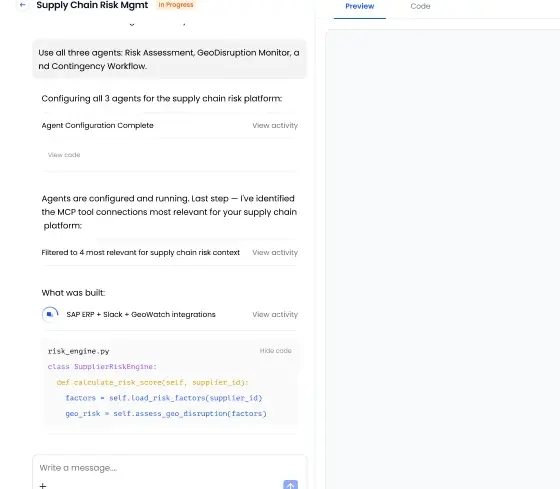 Supply Chain Risk Mgmt
In Progress
Preview
Code
Use all three agents: Risk Assessment, GeoDisruption Monitor, a
nd Contingency Workflow.
Configuring all 3 agents for the supply chain risk platform:
Agent Configuration Complete
View activity
View code
Agents are configured and running. Last step — I've identified
the MCP tool connections most relevant for your supply chain
platform:
Filtered to 4 most relevant for supply chain risk context
View activity
What was built:
SAP ERP + Slack + GeoWatch integrations
View activity
risk_engine.py
Hide code
class SupplierRiskEngine:
def calculate_risk_score(self, supplier_id):
factors = self.load_risk_factors(supplier_id)
geo_risk = self.assess_geo_disruption(factors)
Write a message....